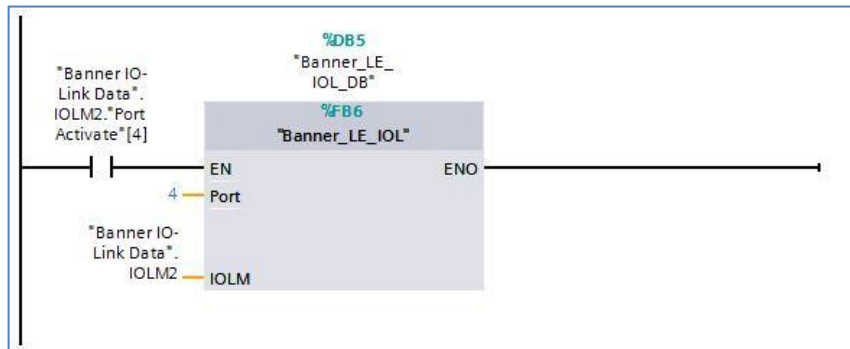 %DB5
"Banner_LE_
IOL_DB"
"Banner IO-
Link Data".
IOLM2."Port
Activate"[4]
%FB6
"Banner_LE_IOL"
EN
ENO
4
Port
"Banner IO-
Link Data".
IOLM2
IOLM